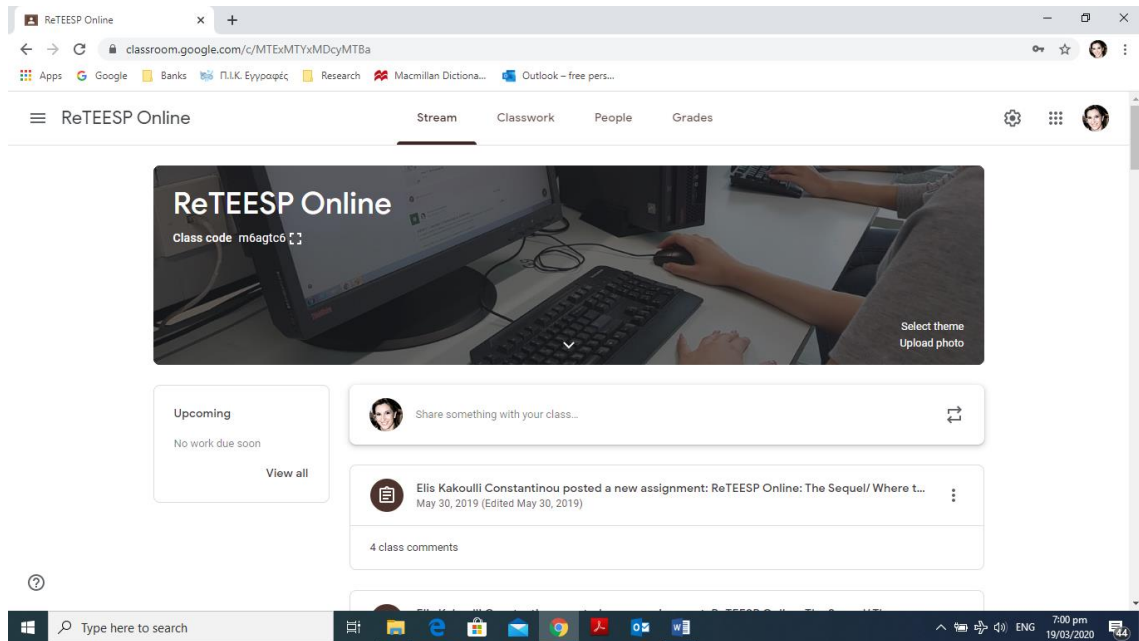 ReTEESP Online
classroom.google.com/c/MTExMTYxMDcyMTBa
Apps Google Banks Π.Ι.Κ. Εγγραφές Research Macmillan Dictiona... Outlook – free pers...
ReTEESP Online Stream Classwork People Grades
ReTEESP Online
Class code m6agtc6
Select theme
Upload photo
Upcoming
No work due soon
View all
Share something with your class...
Elis Kakoulli Constantinou posted a new assignment: ReTEESP Online: The Sequel/ Where t...
May 30, 2019 (Edited May 30, 2019)
4 class comments
Type here to search
ENG
7:00 pm
19/03/2020
44